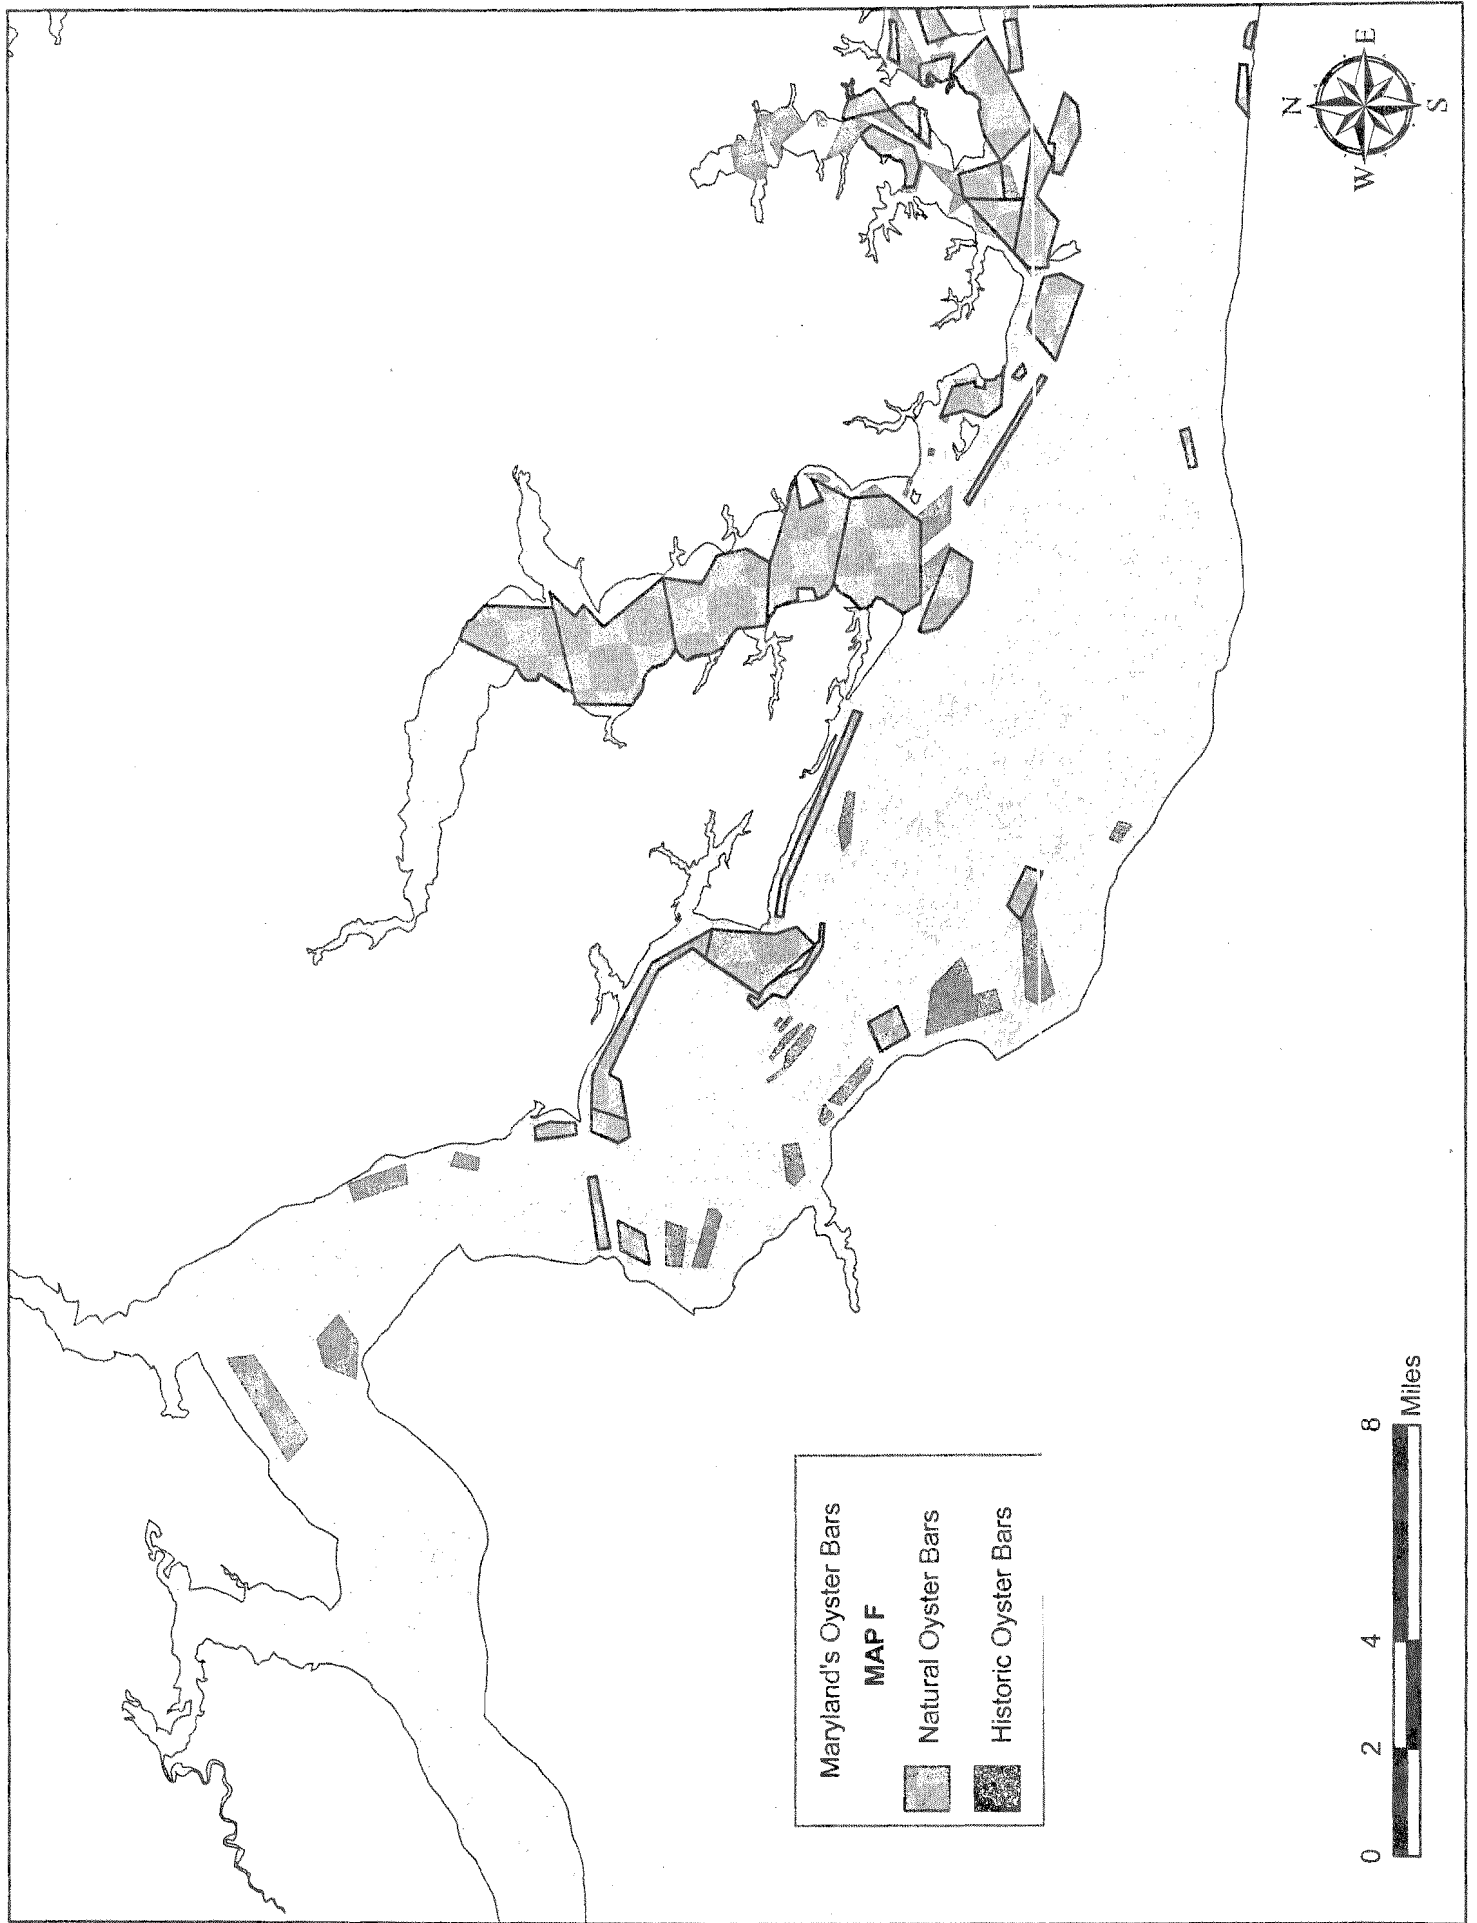 Maryland's Oyster Bars
MAP F
Natural Oyster Bars
Historic Oyster Bars
0 2 4 8
Miles
N
W E
S